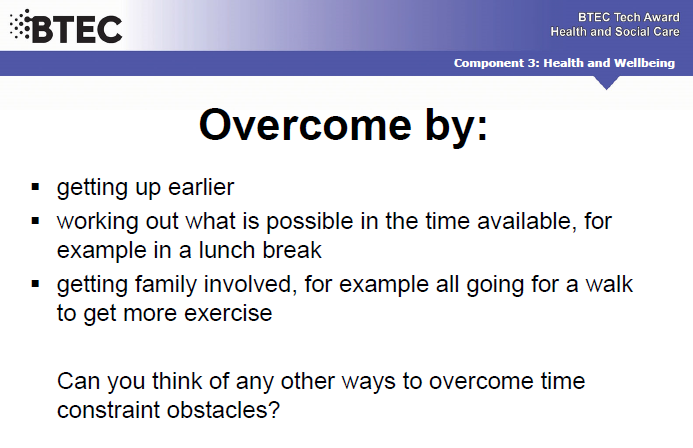 BTEC
BTEC Tech Award
Health and Social Care
Component 3: Health and Wellbeing
Overcome by:
▪ getting up earlier
▪ working out what is possible in the time available, for
example in a lunch break
▪ getting family involved, for example all going for a walk
to get more exercise
Can you think of any other ways to overcome time
constraint obstacles?